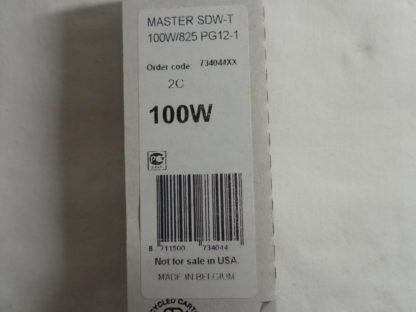 MASTER SDW-T
100W/825 PG12-1
Order code: 734044XX
2C
100W
8 711500 734044
Not for sale in USA.
MADE IN BELGIUM